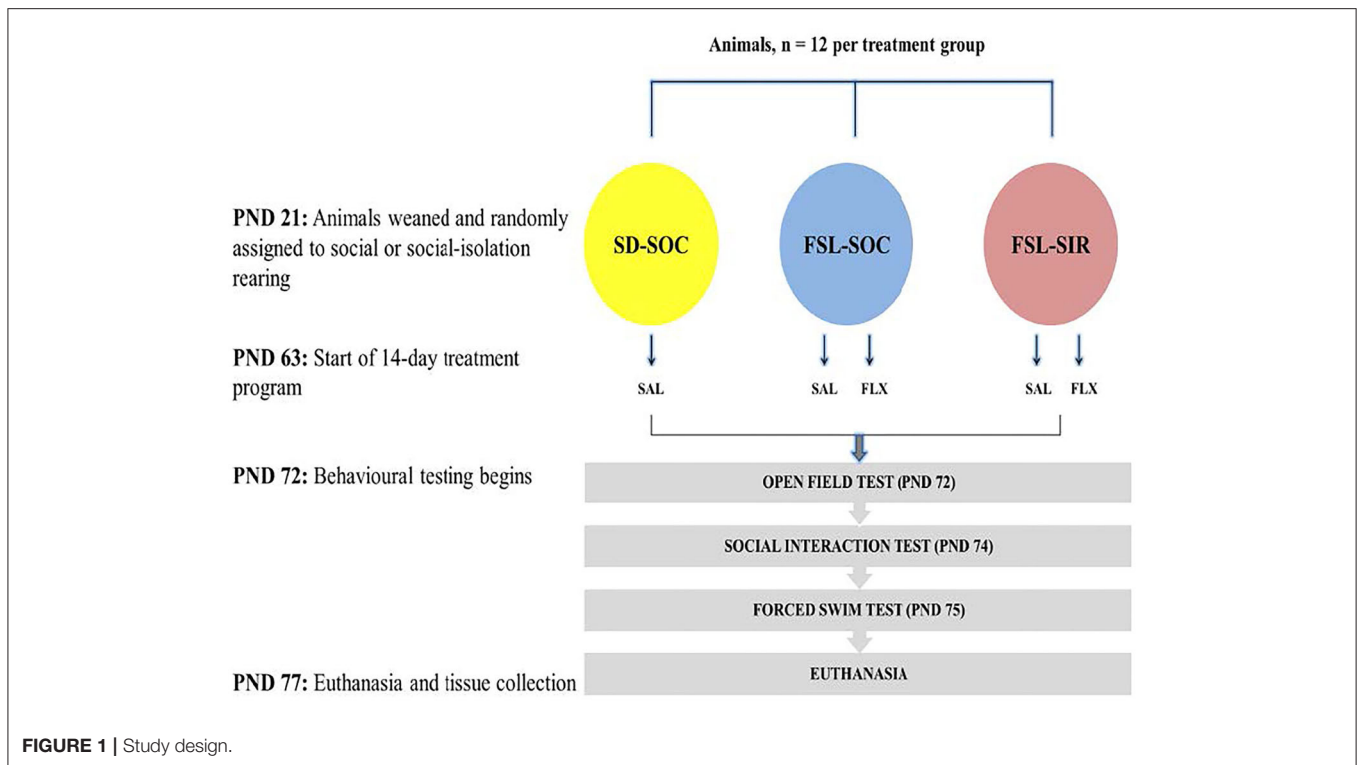 Animals, n = 12 per treatment group
PND 21: Animals weaned and randomly
assigned to social or social-isolation
rearing
SD-SOC
FSL-SOC
FSL-SIR
PND 63: Start of 14-day treatment
program
SAL
SAL FLX
SAL FLX
PND 72: Behavioural testing begins
OPEN FIELD TEST (PND 72)
SOCIAL INTERACTION TEST (PND 74)
FORCED SWIM TEST (PND 75)
PND 77: Euthanasia and tissue collection
EUTHANASIA
FIGURE 1 | Study design.